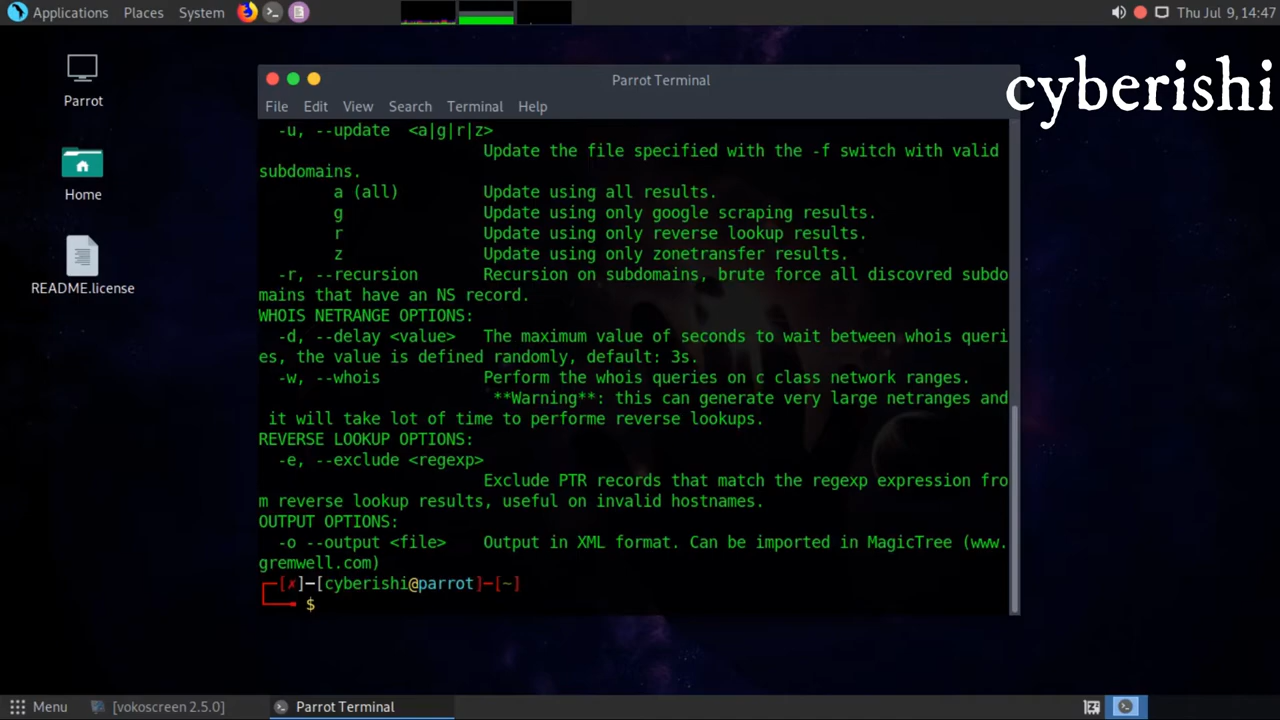 Applications Places System Thu Jul 9, 14:47
cyberishi
Parrot
Home
README.license
Parrot Terminal
File Edit View Search Terminal Help
-u, --update <a|g|r|z>
Update the file specified with the -f switch with valid
subdomains.
a (all) Update using all results.
g Update using only google scraping results.
r Update using only reverse lookup results.
z Update using only zonetransfer results.
-r, --recursion Recursion on subdomains, brute force all discovred subdo
mains that have an NS record.
WHOIS NETRANGE OPTIONS:
-d, --delay <value> The maximum value of seconds to wait between whois queri
es, the value is defined randomly, default: 3s.
-w, --whois Perform the whois queries on c class network ranges.
**Warning**: this can generate very large netranges and
it will take lot of time to performe reverse lookups.
REVERSE LOOKUP OPTIONS:
-e, --exclude <regexp>
Exclude PTR records that match the regexp expression fro
m reverse lookup results, useful on invalid hostnames.
OUTPUT OPTIONS:
-o --output <file> Output in XML format. Can be imported in MagicTree (www.
gremwell.com)
┌─[✗]─[cyberishi@parrot]─[~]
└──╼ $
Menu [vokoscreen 2.5.0] Parrot Terminal